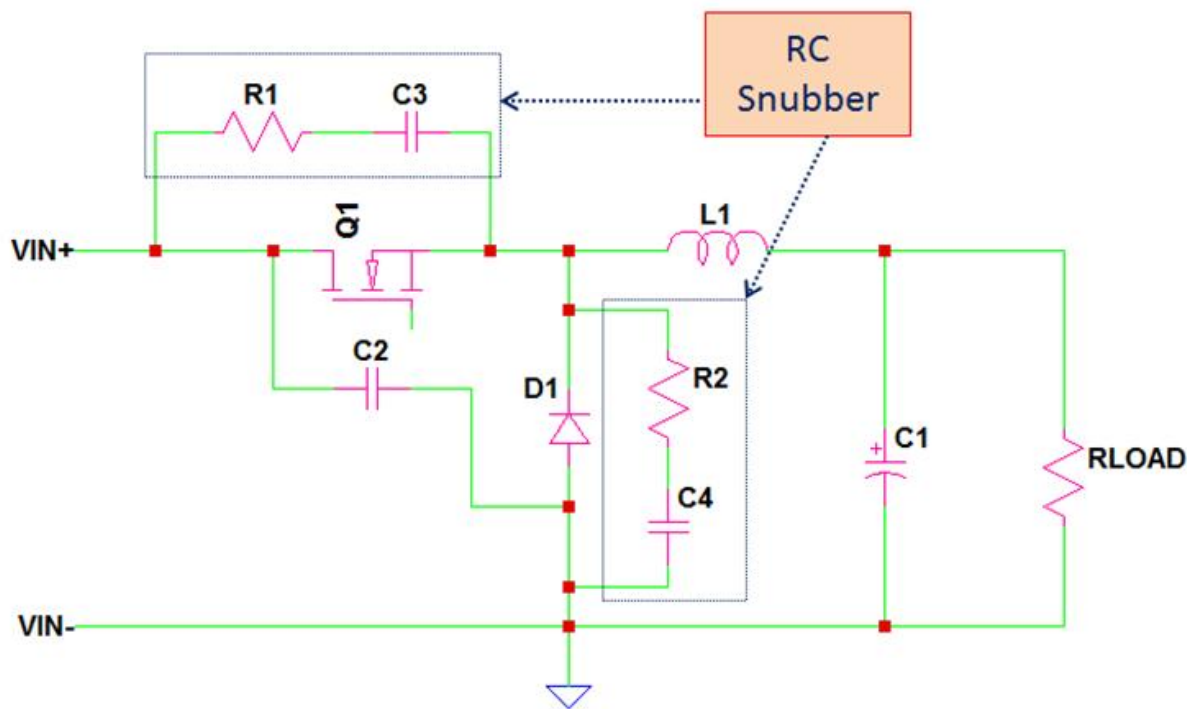 RC
Snubber
R1
C3
Q1
L1
VIN+
C2
D1
R2
C1
RLOAD
C4
VIN-